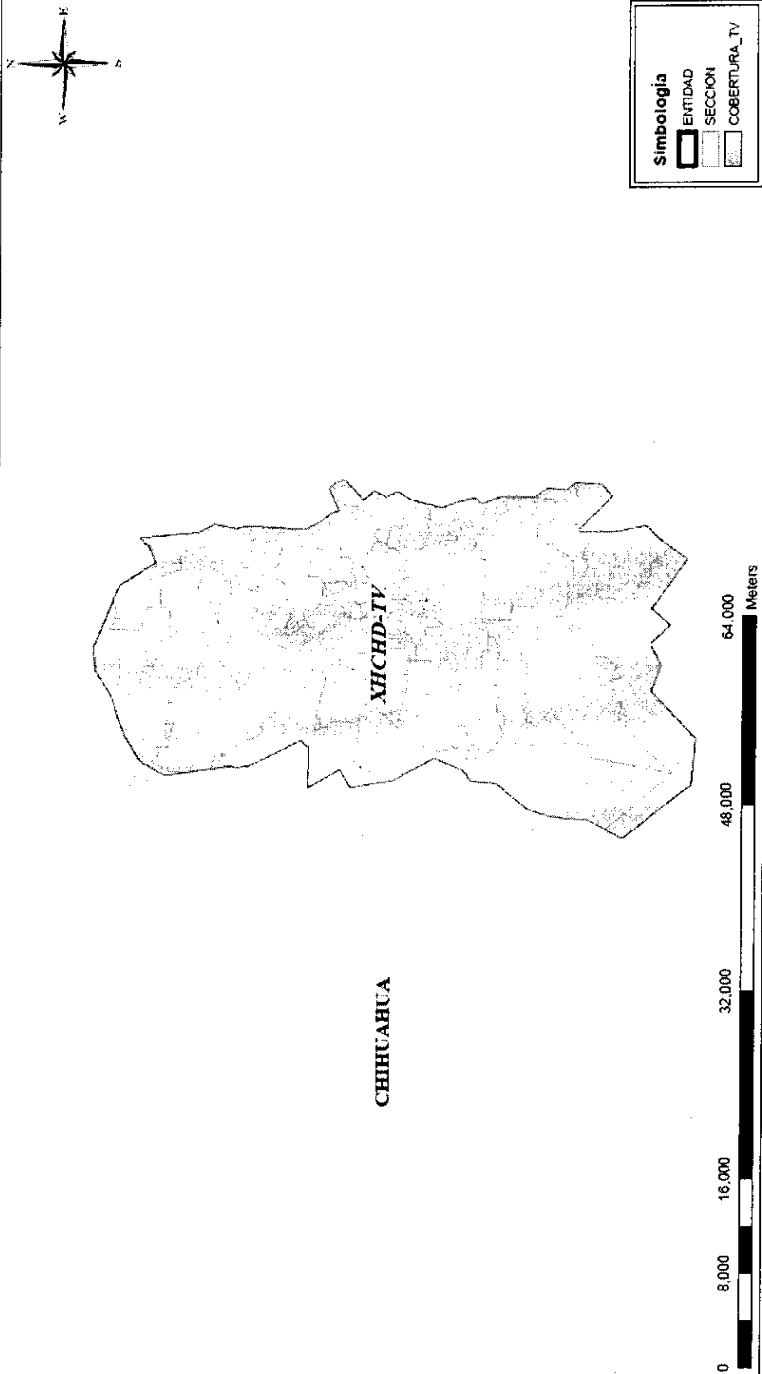 N
W E
XHCHD-TV
CHIHUAHUA
Simbología
ENTIDAD
SECCION
COBERTURA_TV
0 8,000 16,000 32,000 48,000 64,000
Meters